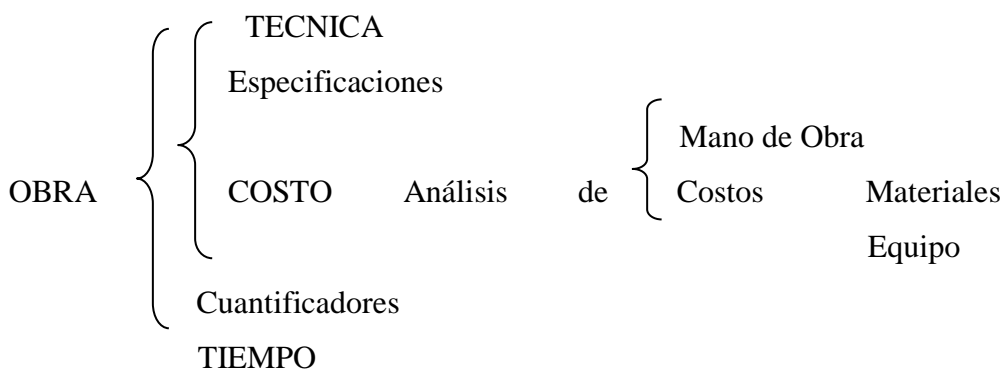 TECNICA
Especificaciones
Mano de Obra
OBRA COSTO Análisis de Costos Materiales
Equipo
Cuantificadores
TIEMPO